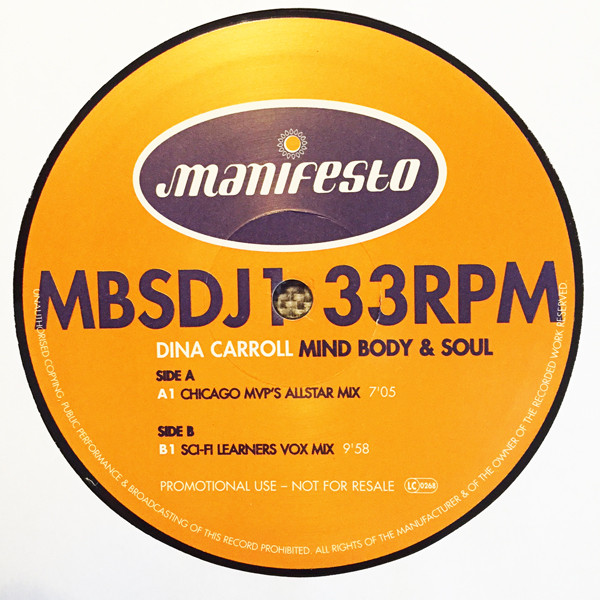 manifesto
MBSDJ1 33RPM
DINA CARROLL MIND BODY & SOUL
SIDE A
A1 CHICAGO MVP'S ALLSTAR MIX 7'05
SIDE B
B1 SCI-FI LEARNERS VOX MIX 9'58
PROMOTIONAL USE – NOT FOR RESALE LC 0268
UNAUTHORISED COPYING, PUBLIC PERFORMANCE & BROADCASTING OF THIS RECORD PROHIBITED. ALL RIGHTS OF THE MANUFACTURER & OF THE OWNER OF THE RECORDED WORK RESERVED